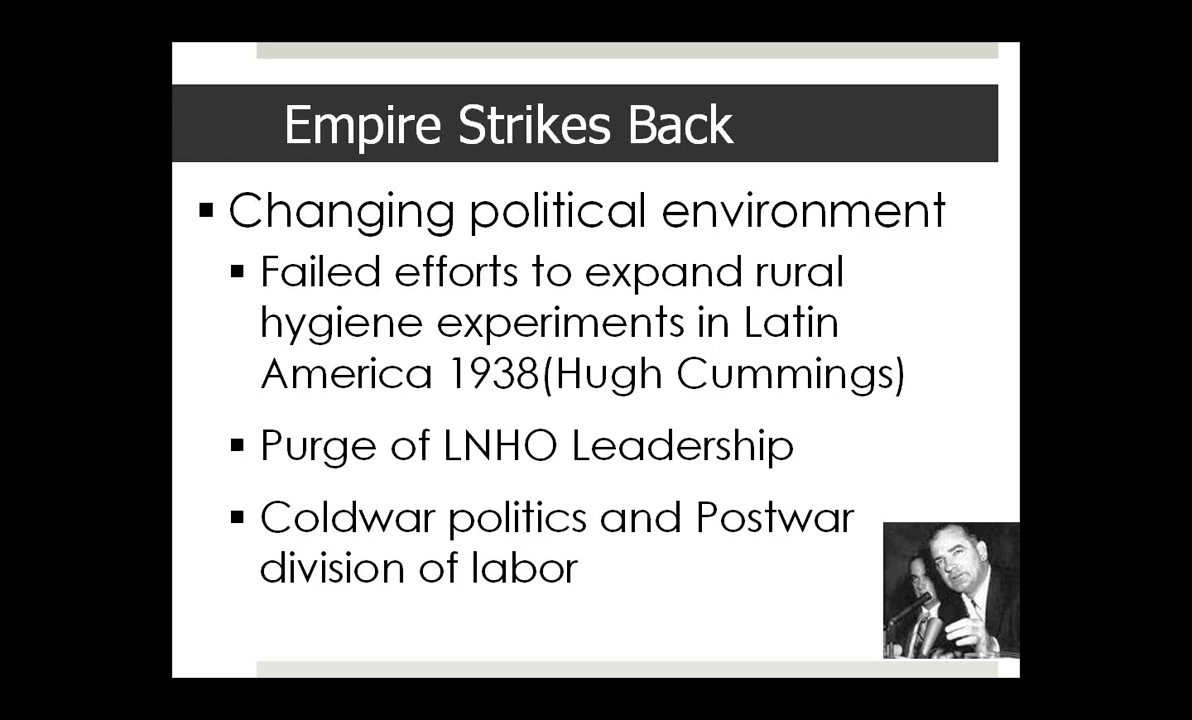 Empire Strikes Back
▪ Changing political environment
▪ Failed efforts to expand rural
hygiene experiments in Latin
America 1938(Hugh Cummings)
▪ Purge of LNHO Leadership
▪ Coldwar politics and Postwar
division of labor